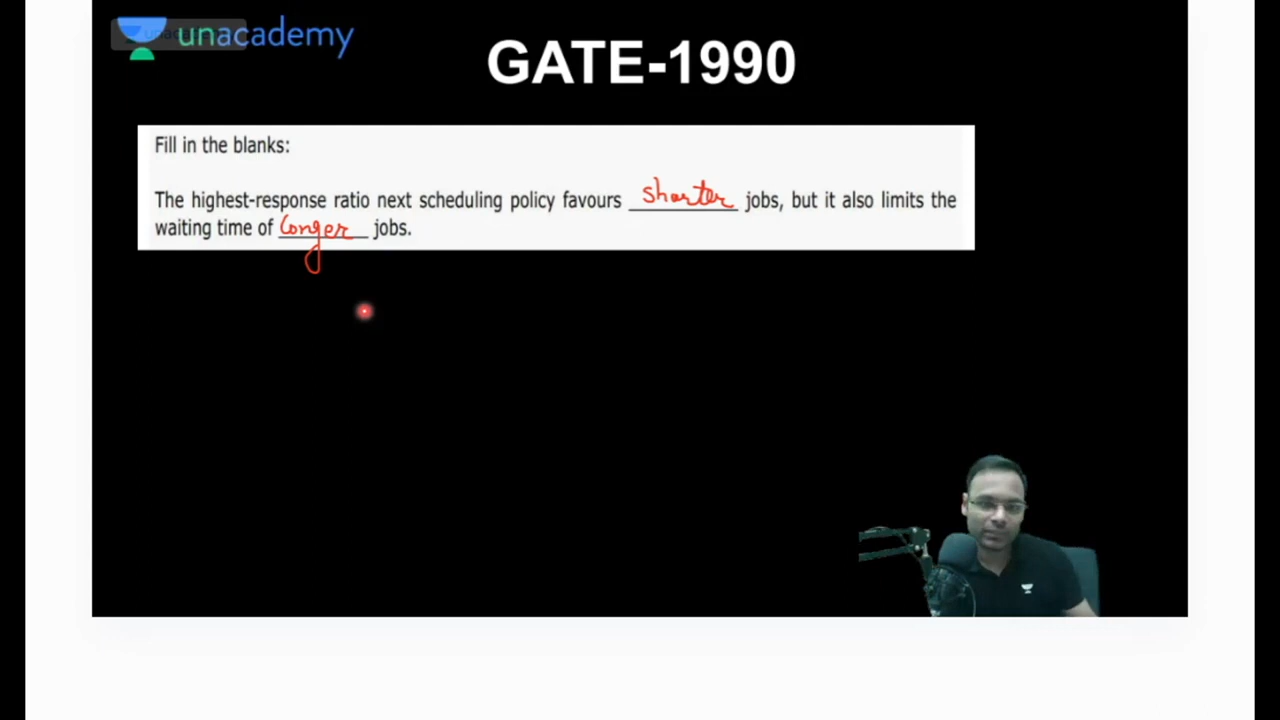 unacademy
GATE-1990
Fill in the blanks:
The highest-response ratio next scheduling policy favours shorter jobs, but it also limits the
waiting time of longer jobs.